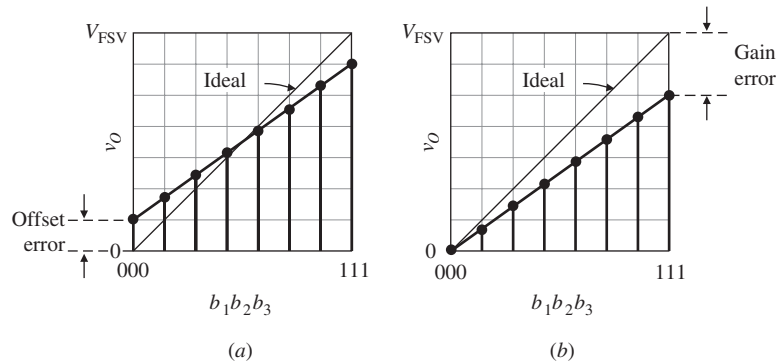 V_FSV
Ideal
v_O
Offset
error
0
000
111
b_1b_2b_3
(a)
V_FSV
Ideal
Gain
error
v_O
0
000
111
b_1b_2b_3
(b)